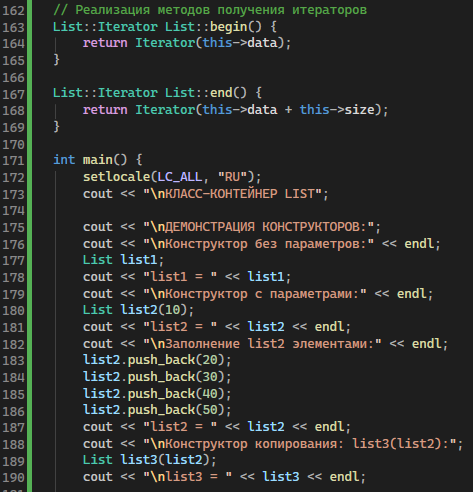 162 // Реализация методов получения итераторов
163 List::Iterator List::begin() {
164     return Iterator(this->data);
165 }
166
167 List::Iterator List::end() {
168     return Iterator(this->data + this->size);
169 }
170
171 int main() {
172     setlocale(LC_ALL, "RU");
173     cout << "\nКЛАСС-КОНТЕЙНЕР LIST";
174
175     cout << "\nДЕМОНСТРАЦИЯ КОНСТРУКТОРОВ:";
176     cout << "\nКонструктор без параметров:" << endl;
177     List list1;
178     cout << "list1 = " << list1;
179     cout << "\nКонструктор с параметрами:" << endl;
180     List list2(10);
181     cout << "list2 = " << list2 << endl;
182     cout << "\nЗаполнение list2 элементами:" << endl;
183     list2.push_back(20);
184     list2.push_back(30);
185     list2.push_back(40);
186     list2.push_back(50);
187     cout << "list2 = " << list2 << endl;
188     cout << "\nКонструктор копирования: list3(list2):";
189     List list3(list2);
190     cout << "\nlist3 = " << list3 << endl;